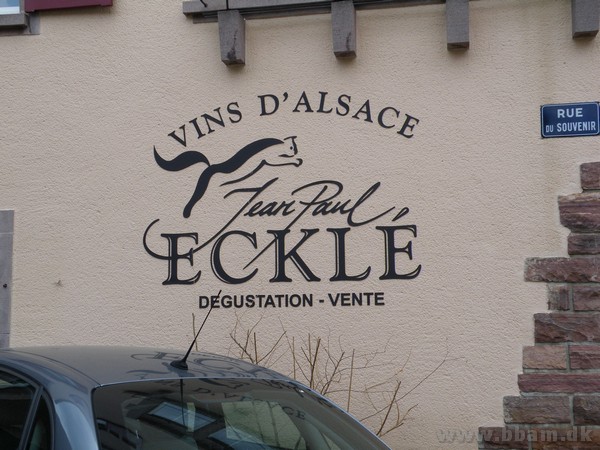 VINS D'ALSACE
Jean Paul
ECKLÉ
DEGUSTATION - VENTE
RUE
DU SOUVENIR
www.bbam.dk